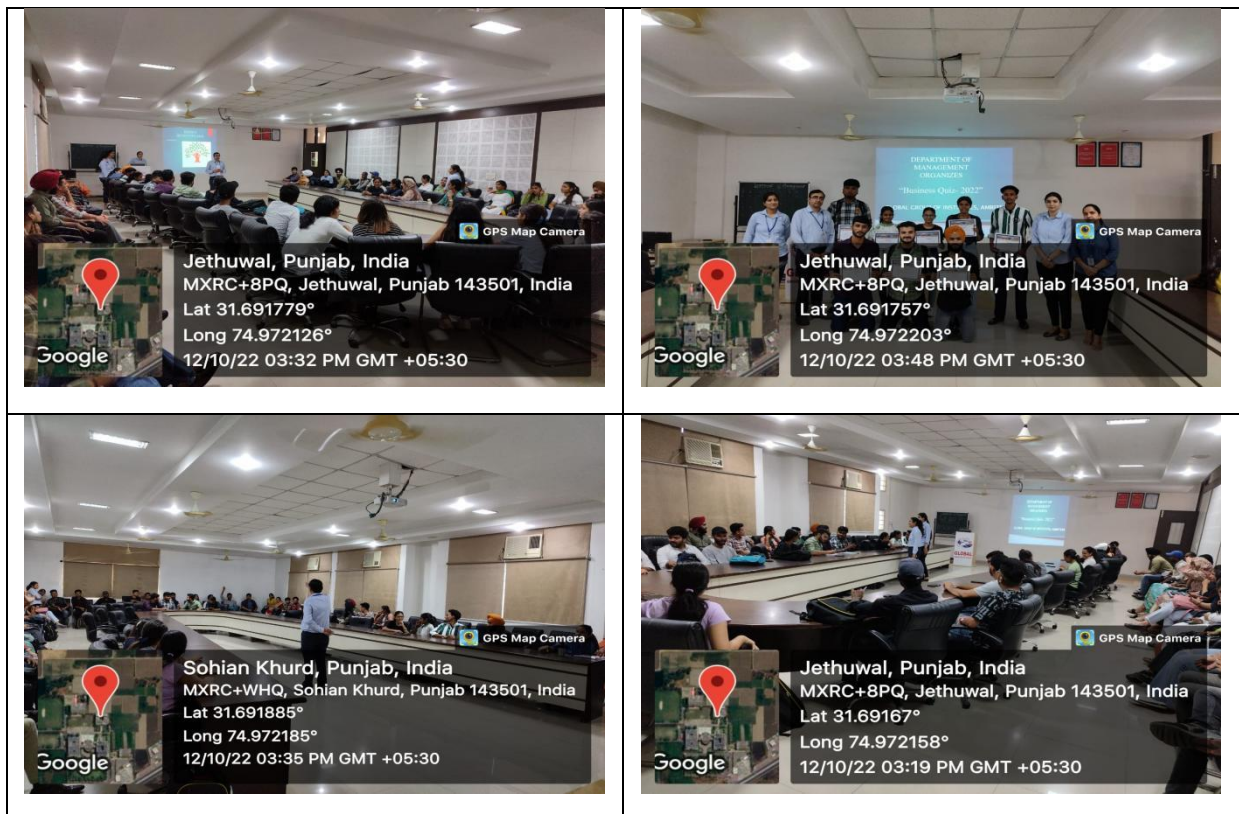 GPS Map Camera
Jethuwal, Punjab, India
MXRC+8PQ, Jethuwal, Punjab 143501, India
Lat 31.691779°
Long 74.972126°
12/10/22 03:32 PM GMT +05:30
Google
DEPARTMENT OF
MANAGEMENT
ORGANIZES
"Business Quiz- 2022"
GPS Map Camera
Jethuwal, Punjab, India
MXRC+8PQ, Jethuwal, Punjab 143501, India
Lat 31.691757°
Long 74.972203°
12/10/22 03:48 PM GMT +05:30
Google
GPS Map Camera
Sohian Khurd, Punjab, India
MXRC+WHQ, Sohian Khurd, Punjab 143501, India
Lat 31.691885°
Long 74.972185°
12/10/22 03:35 PM GMT +05:30
Google
GLOBAL
GPS Map Camera
Jethuwal, Punjab, India
MXRC+8PQ, Jethuwal, Punjab 143501, India
Lat 31.69167°
Long 74.972158°
12/10/22 03:19 PM GMT +05:30
Google